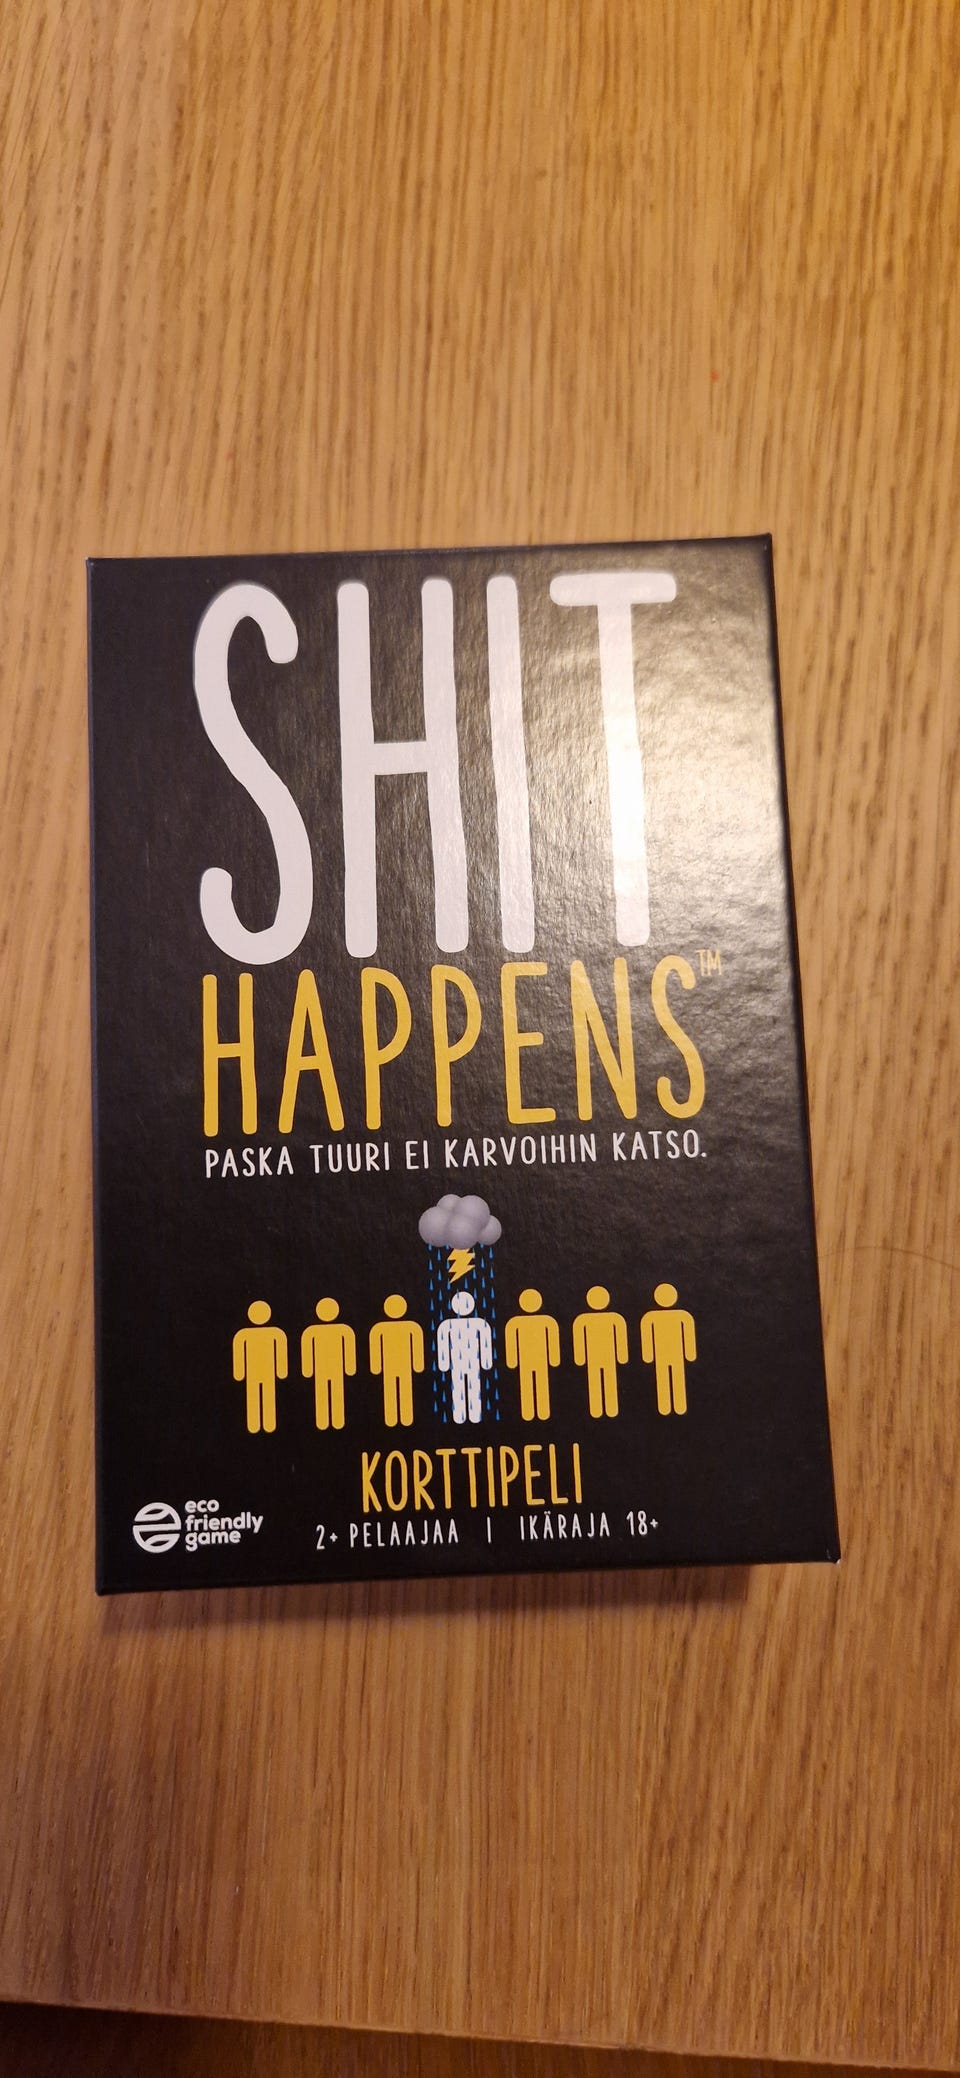 SHIT
HAPPENS™
PASKA TUURI EI KARVOIHIN KATSO.
KORTTIPELI
2+ PELAAJAA | IKÄRAJA 18+
eco
friendly
game